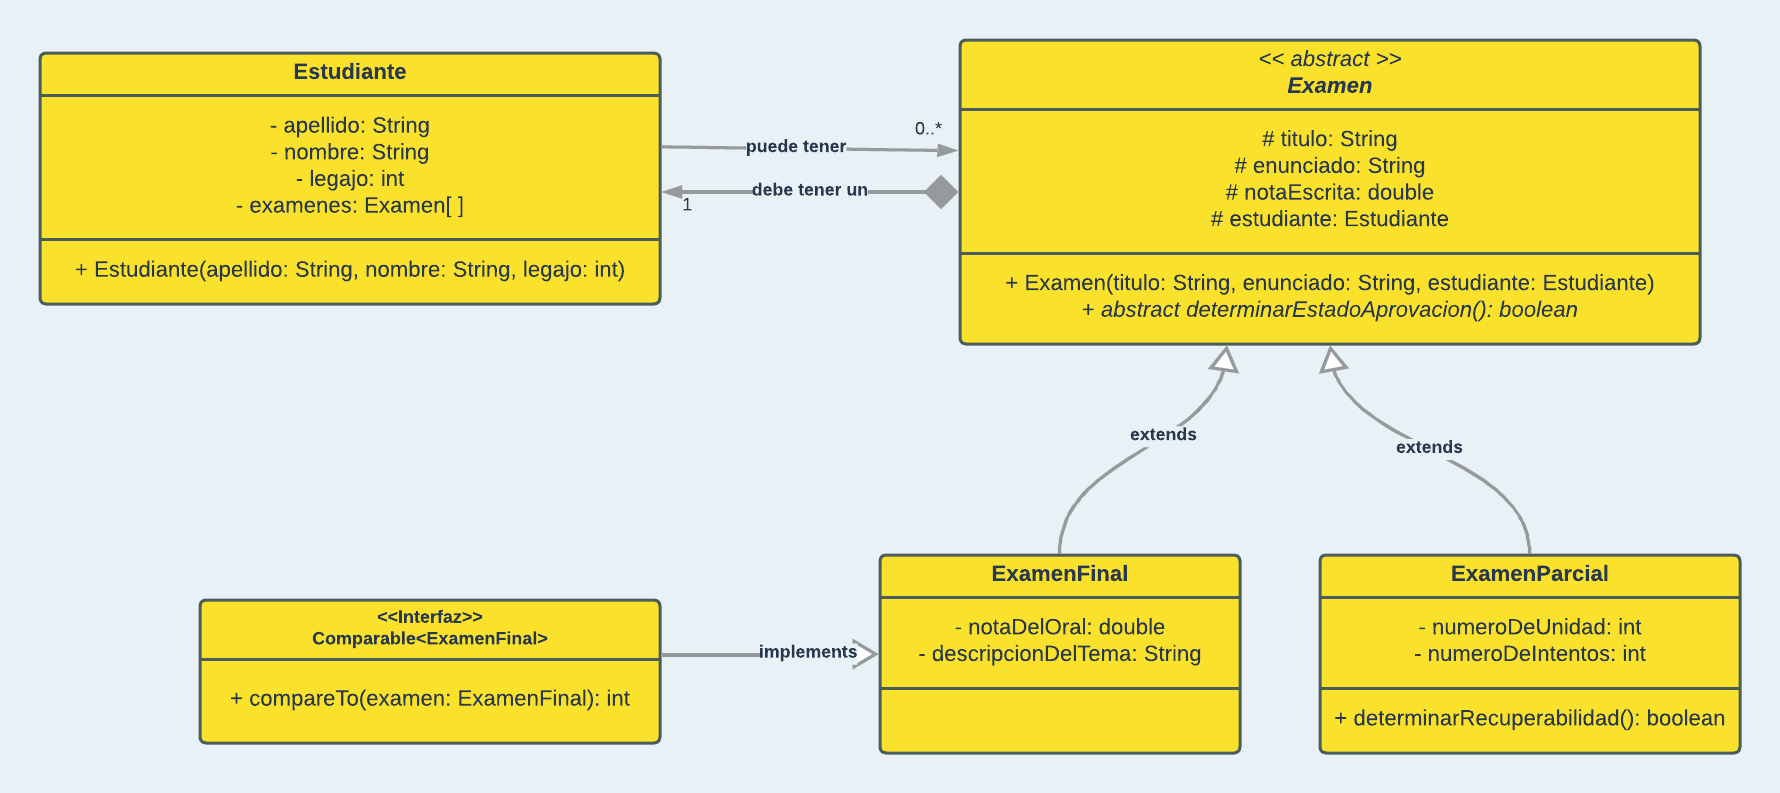 Estudiante
- apellido: String
- nombre: String
- legajo: int
- examenes: Examen[ ]
+ Estudiante(apellido: String, nombre: String, legajo: int)
puede tener
0..*
debe tener un
1
<< abstract >>
Examen
# titulo: String
# enunciado: String
# notaEscrita: double
# estudiante: Estudiante
+ Examen(titulo: String, enunciado: String, estudiante: Estudiante)
+ abstract determinarEstadoAprovacion(): boolean
extends
extends
<<Interfaz>>
Comparable<ExamenFinal>
+ compareTo(examen: ExamenFinal): int
implements
ExamenFinal
- notaDelOral: double
- descripcionDelTema: String
ExamenParcial
- numeroDeUnidad: int
- numeroDeIntentos: int
+ determinarRecuperabilidad(): boolean